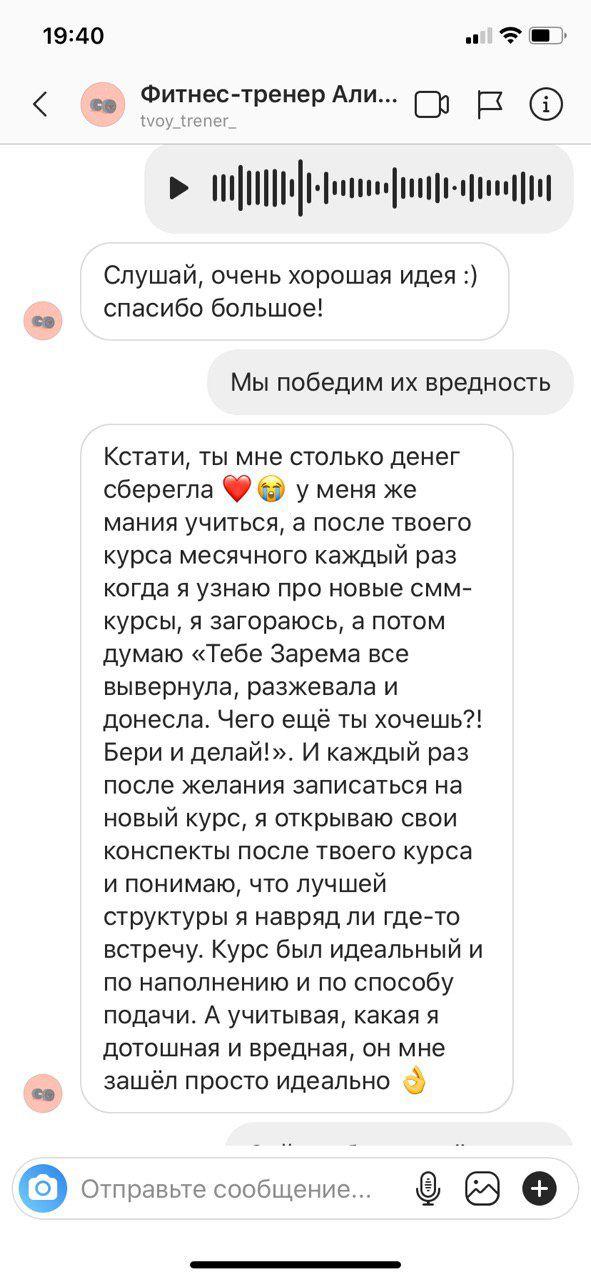 19:40
Фитнес-тренер Али...
tvoy_trener_
Слушай, очень хорошая идея :)
спасибо большое!
Мы победим их вредность
Кстати, ты мне столько денег
сберегла ❤️😭 у меня же
мания учиться, а после твоего
курса месячного каждый раз
когда я узнаю про новые смм-
курсы, я загораюсь, а потом
думаю «Тебе Зарема все
вывернула, разжевала и
донесла. Чего ещё ты хочешь?!
Бери и делай!». И каждый раз
после желания записаться на
новый курс, я открываю свои
конспекты после твоего курса
и понимаю, что лучшей
структуры я навряд ли где-то
встречу. Курс был идеальный и
по наполнению и по способу
подачи. А учитывая, какая я
дотошная и вредная, он мне
зашёл просто идеально 👌
Отправьте сообщение...